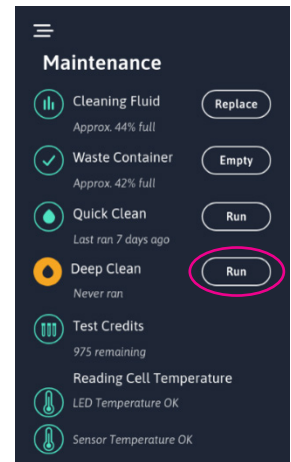 Maintenance
Cleaning Fluid
Replace
Approx. 44% full
Waste Container
Empty
Approx. 42% full
Quick Clean
Run
Last ran 7 days ago
Deep Clean
Run
Never ran
Test Credits
975 remaining
Reading Cell Temperature
LED Temperature OK
Sensor Temperature OK